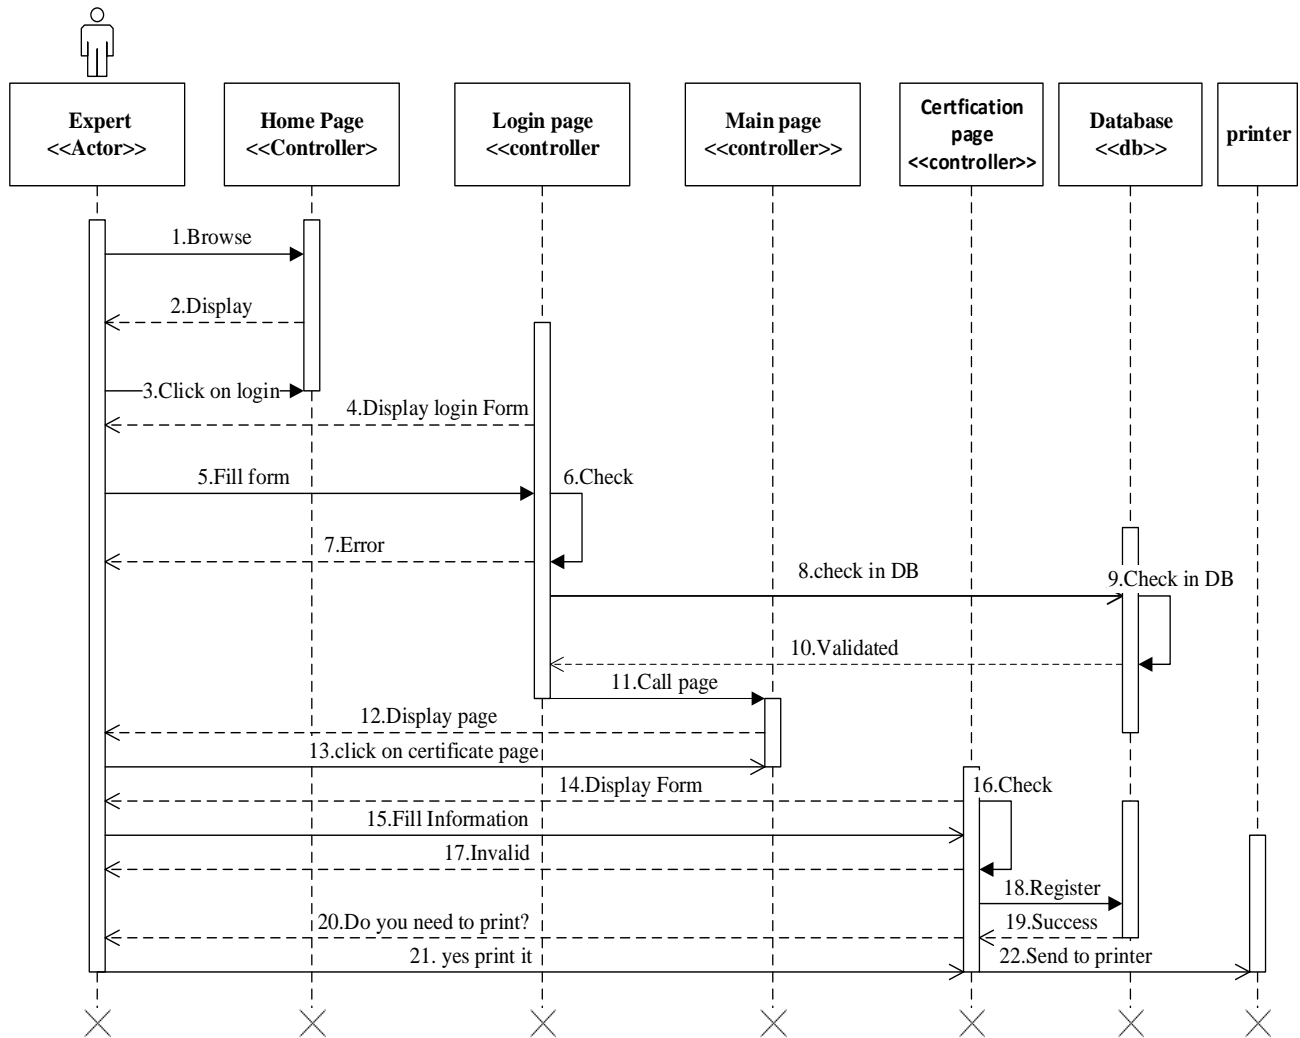 Expert
<<Actor>>
Home Page
<<Controller>
Login page
<<controller
Main page
<<controller>>
Certfication
page
<<controller>>
Database
<<db>>
printer
1.Browse
2.Display
3.Click on login
4.Display login Form
5.Fill form
6.Check
7.Error
8.check in DB
9.Check in DB
10.Validated
11.Call page
12.Display page
13.click on certificate page
14.Display Form
16.Check
15.Fill Information
17.Invalid
18.Register
20.Do you need to print?
19.Success
21. yes print it
22.Send to printer